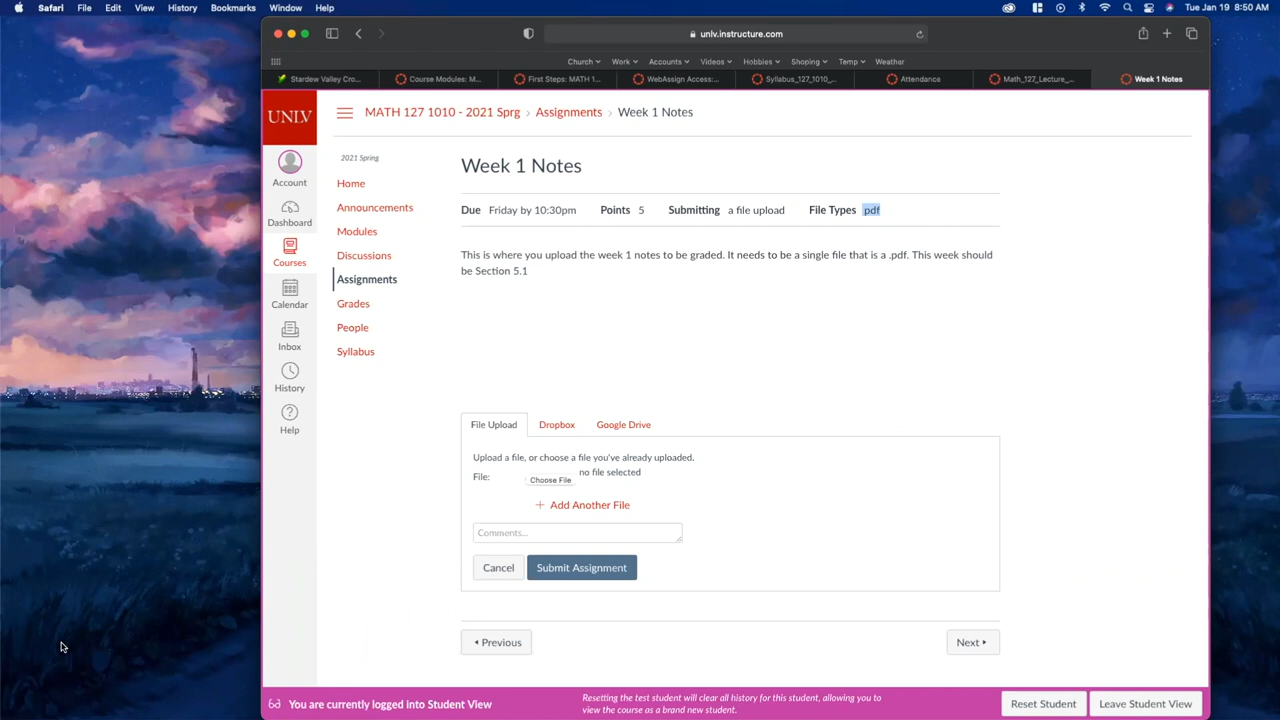 Safari File Edit View History Bookmarks Window Help Tue Jan 19 8:50 AM
univ.instructure.com
Church Work Accounts Videos Hobbies Shoping Temp Weather
Stardew Valley Cro... Course Modules: M... First Steps: MATH 1... WebAssign Access:... Syllabus_127_1010_... Attendance Math_127_Lecture_... Week 1 Notes
UNLV
MATH 127 1010 - 2021 Sprg › Assignments › Week 1 Notes
Account
Dashboard
Courses
Calendar
Inbox
History
Help
2021 Spring
Home
Announcements
Modules
Discussions
Assignments
Grades
People
Syllabus
Week 1 Notes
Due Friday by 10:30pm Points 5 Submitting a file upload File Types pdf
This is where you upload the week 1 notes to be graded. It needs to be a single file that is a .pdf. This week should
be Section 5.1
File Upload Dropbox Google Drive
Upload a file, or choose a file you've already uploaded.
File: Choose File no file selected
+ Add Another File
Comments...
Cancel Submit Assignment
Previous Next
You are currently logged into Student View
Resetting the test student will clear all history for this student, allowing you to
view the course as a brand new student.
Reset Student Leave Student View